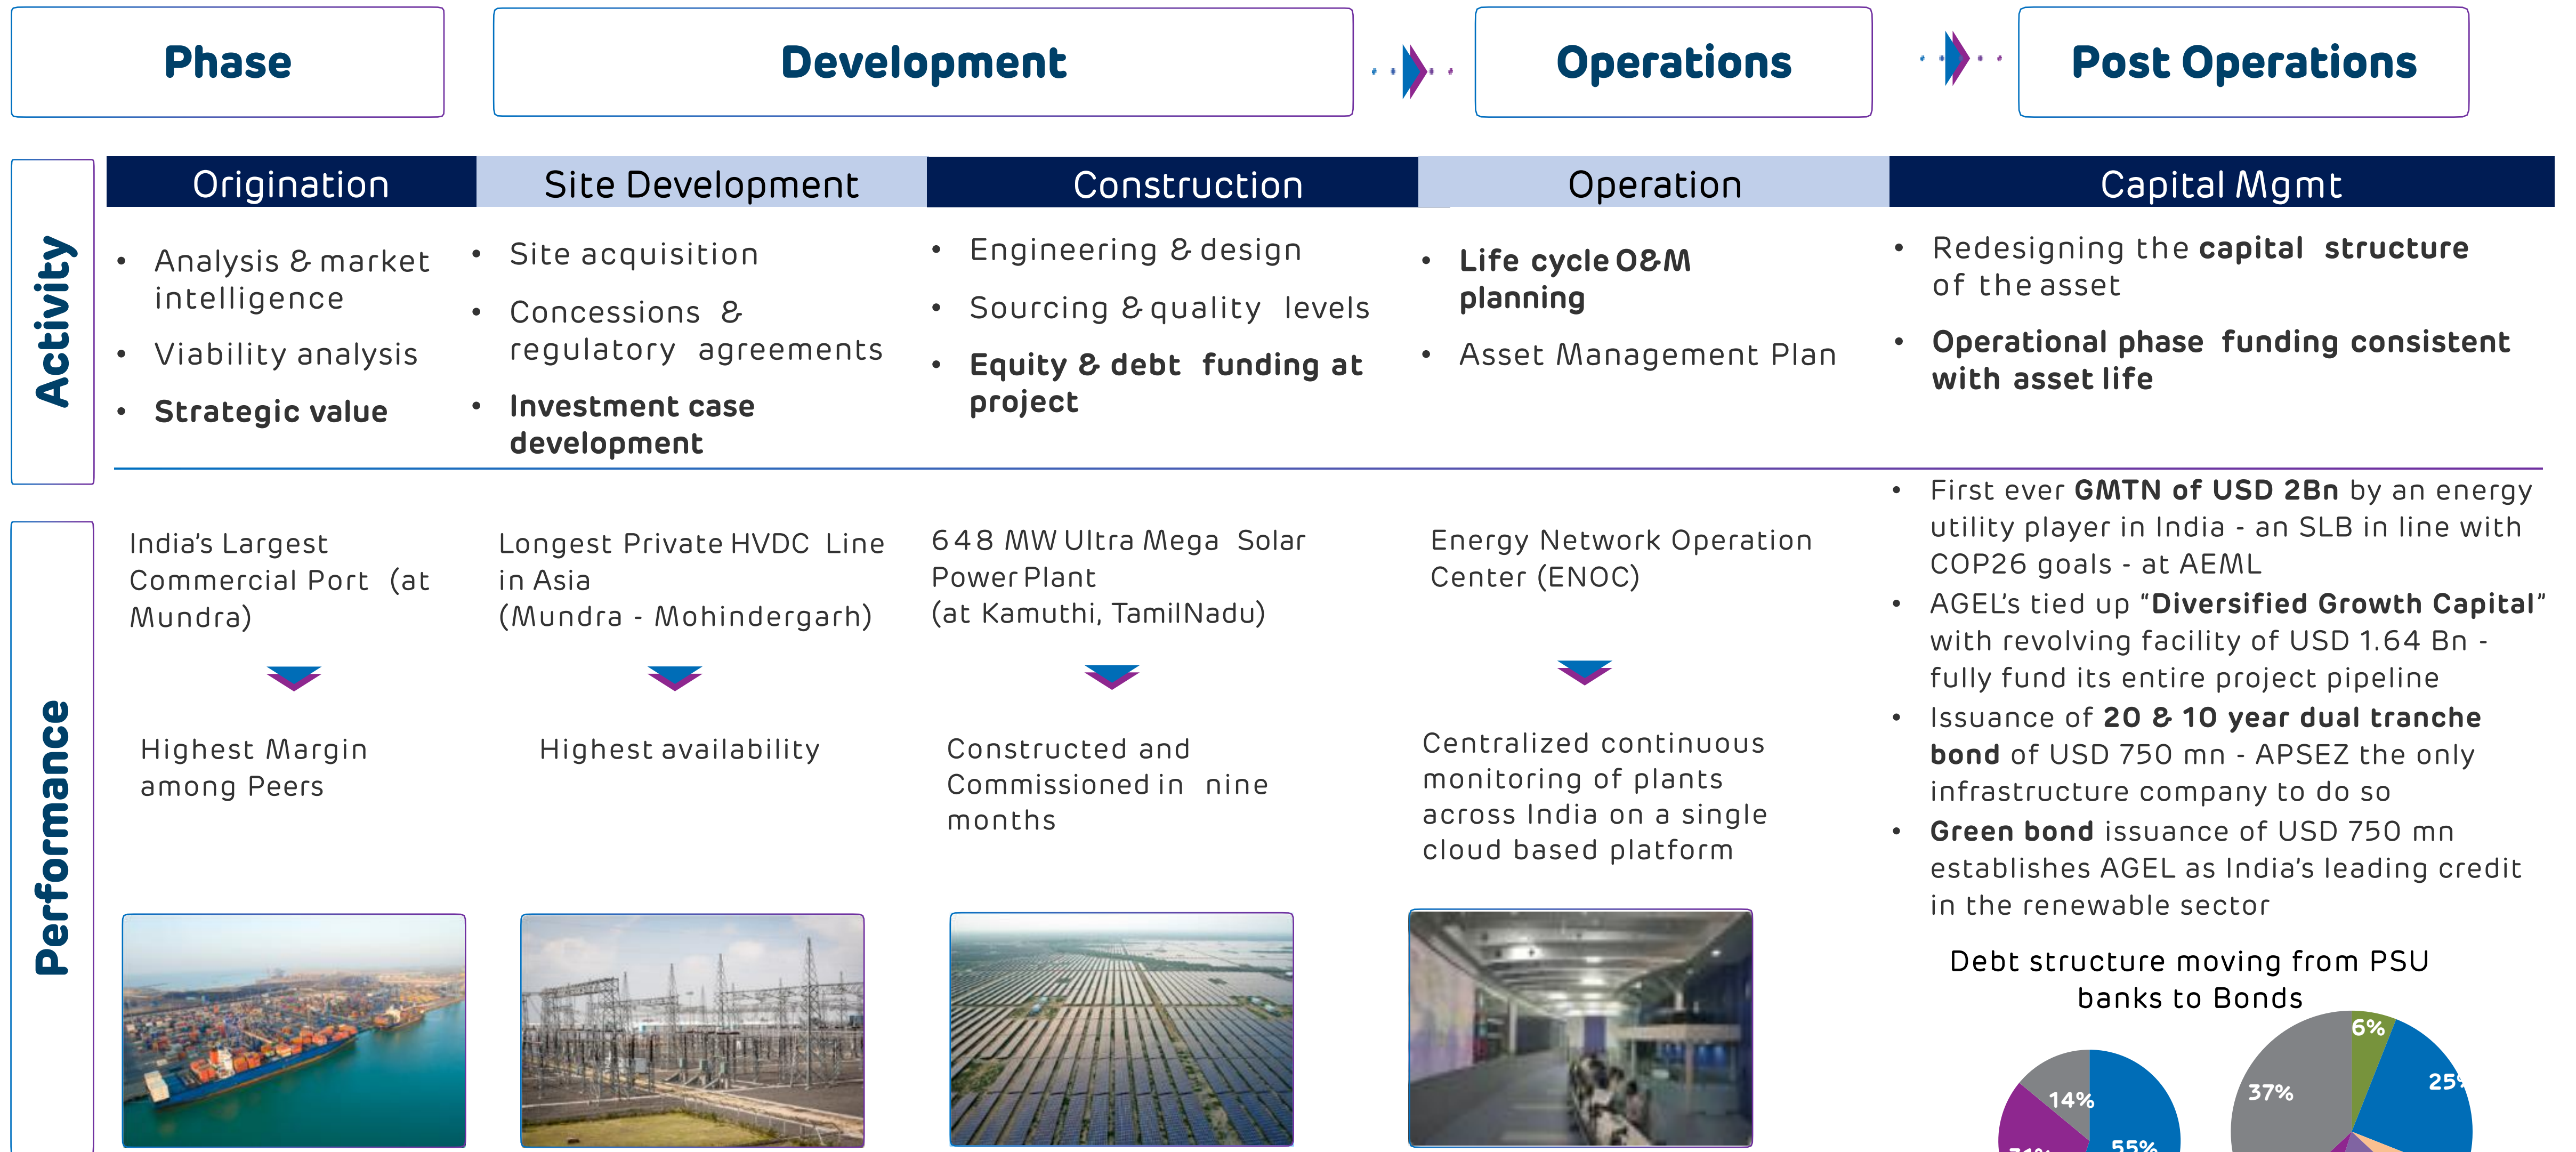 Phase
Development
Operations
Post Operations
Activity
Origination
Site Development
Construction
Operation
Capital Mgmt
• Analysis & market
intelligence
• Viability analysis
• Strategic value
• Site acquisition
• Concessions &
regulatory agreements
• Investment case
development
• Engineering & design
• Sourcing & quality levels
• Equity & debt funding at
project
• Life cycle O&M
planning
• Asset Management Plan
• Redesigning the capital structure
of the asset
• Operational phase funding consistent
with asset life
Performance
India's Largest
Commercial Port (at
Mundra)
Highest Margin
among Peers
Longest Private HVDC Line
in Asia
(Mundra - Mohindergarh)
Highest availability
648 MW Ultra Mega Solar
Power Plant
(at Kamuthi, TamilNadu)
Constructed and
Commissioned in nine
months
Energy Network Operation
Center (ENOC)
Centralized continuous
monitoring of plants
across India on a single
cloud based platform
• First ever GMTN of USD 2Bn by an energy
utility player in India - an SLB in line with
COP26 goals - at AEML
• AGEL's tied up “Diversified Growth Capital”
with revolving facility of USD 1.64 Bn -
fully fund its entire project pipeline
• Issuance of 20 & 10 year dual tranche
bond of USD 750 mn - APSEZ the only
infrastructure company to do so
• Green bond issuance of USD 750 mn
establishes AGEL as India's leading credit
in the renewable sector
Debt structure moving from PSU
banks to Bonds
14%
55%
6%
25%
37%